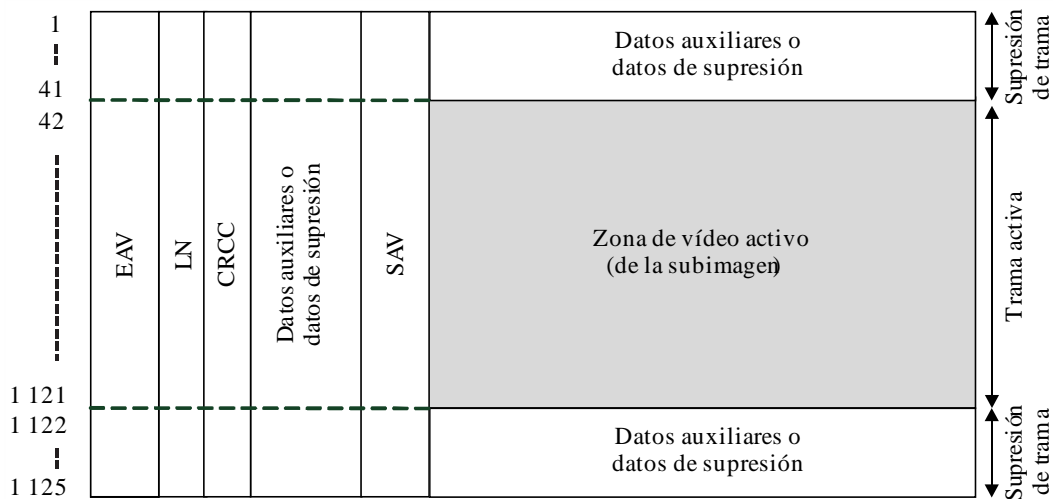 1
41
42
1 121
1 122
1 125
EAV
LN
CRCC
Datos auxiliares o
datos de supresión
SAV
Datos auxiliares o
datos de supresión
Zona de vídeo activo
(de la subimagen)
Datos auxiliares o
datos de supresión
Supresión
de trama
Trama activa
Supresión
de trama